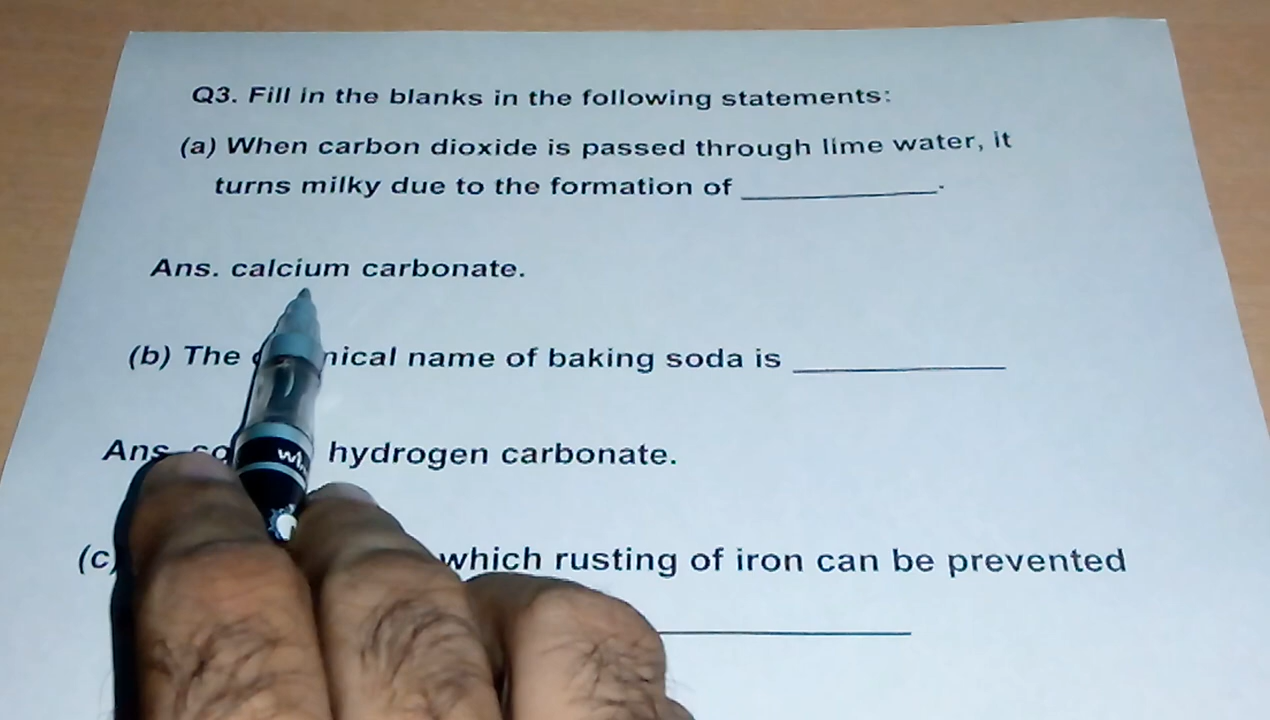 Q3. Fill in the blanks in the following statements:
(a) When carbon dioxide is passed through lime water, it
turns milky due to the formation of ____________.
Ans. calcium carbonate.
(b) The name of baking soda is ____________
Ans hydrogen carbonate.
(c) which rusting of iron can be prevented
____________